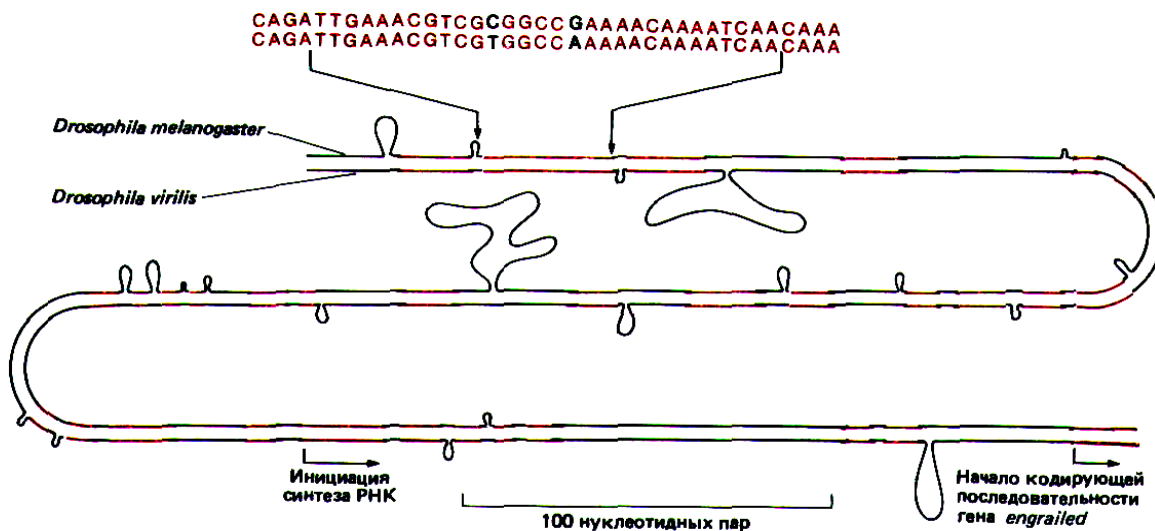 CAGATTGAAACGTCGCGGCCGAAAACAAAATCAACAAA
CAGATTGAAACGTCGTGGCCAAAAACAAAATCAACAAA
Drosophila melanogaster
Drosophila virilis
Инициация
синтеза РНК
100 нуклеотидных пар
Начало кодирующей
последовательности
гена engrailed